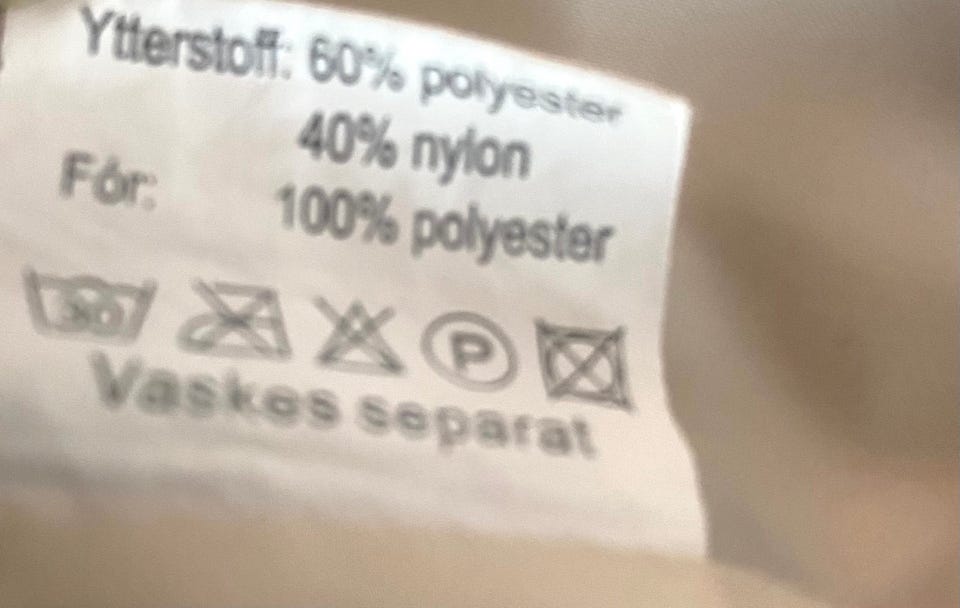 Ytterstoff: 60% polyester
40% nylon
Fór: 100% polyester
30
P
Vaskes separat